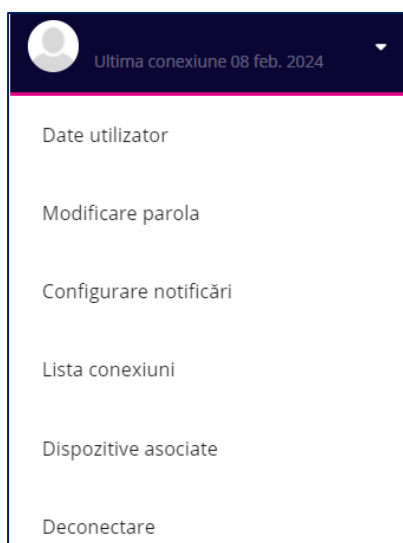 Ultima conexiune 08 feb. 2024
Date utilizator
Modificare parola
Configurare notificări
Lista conexiuni
Dispozitive asociate
Deconectare